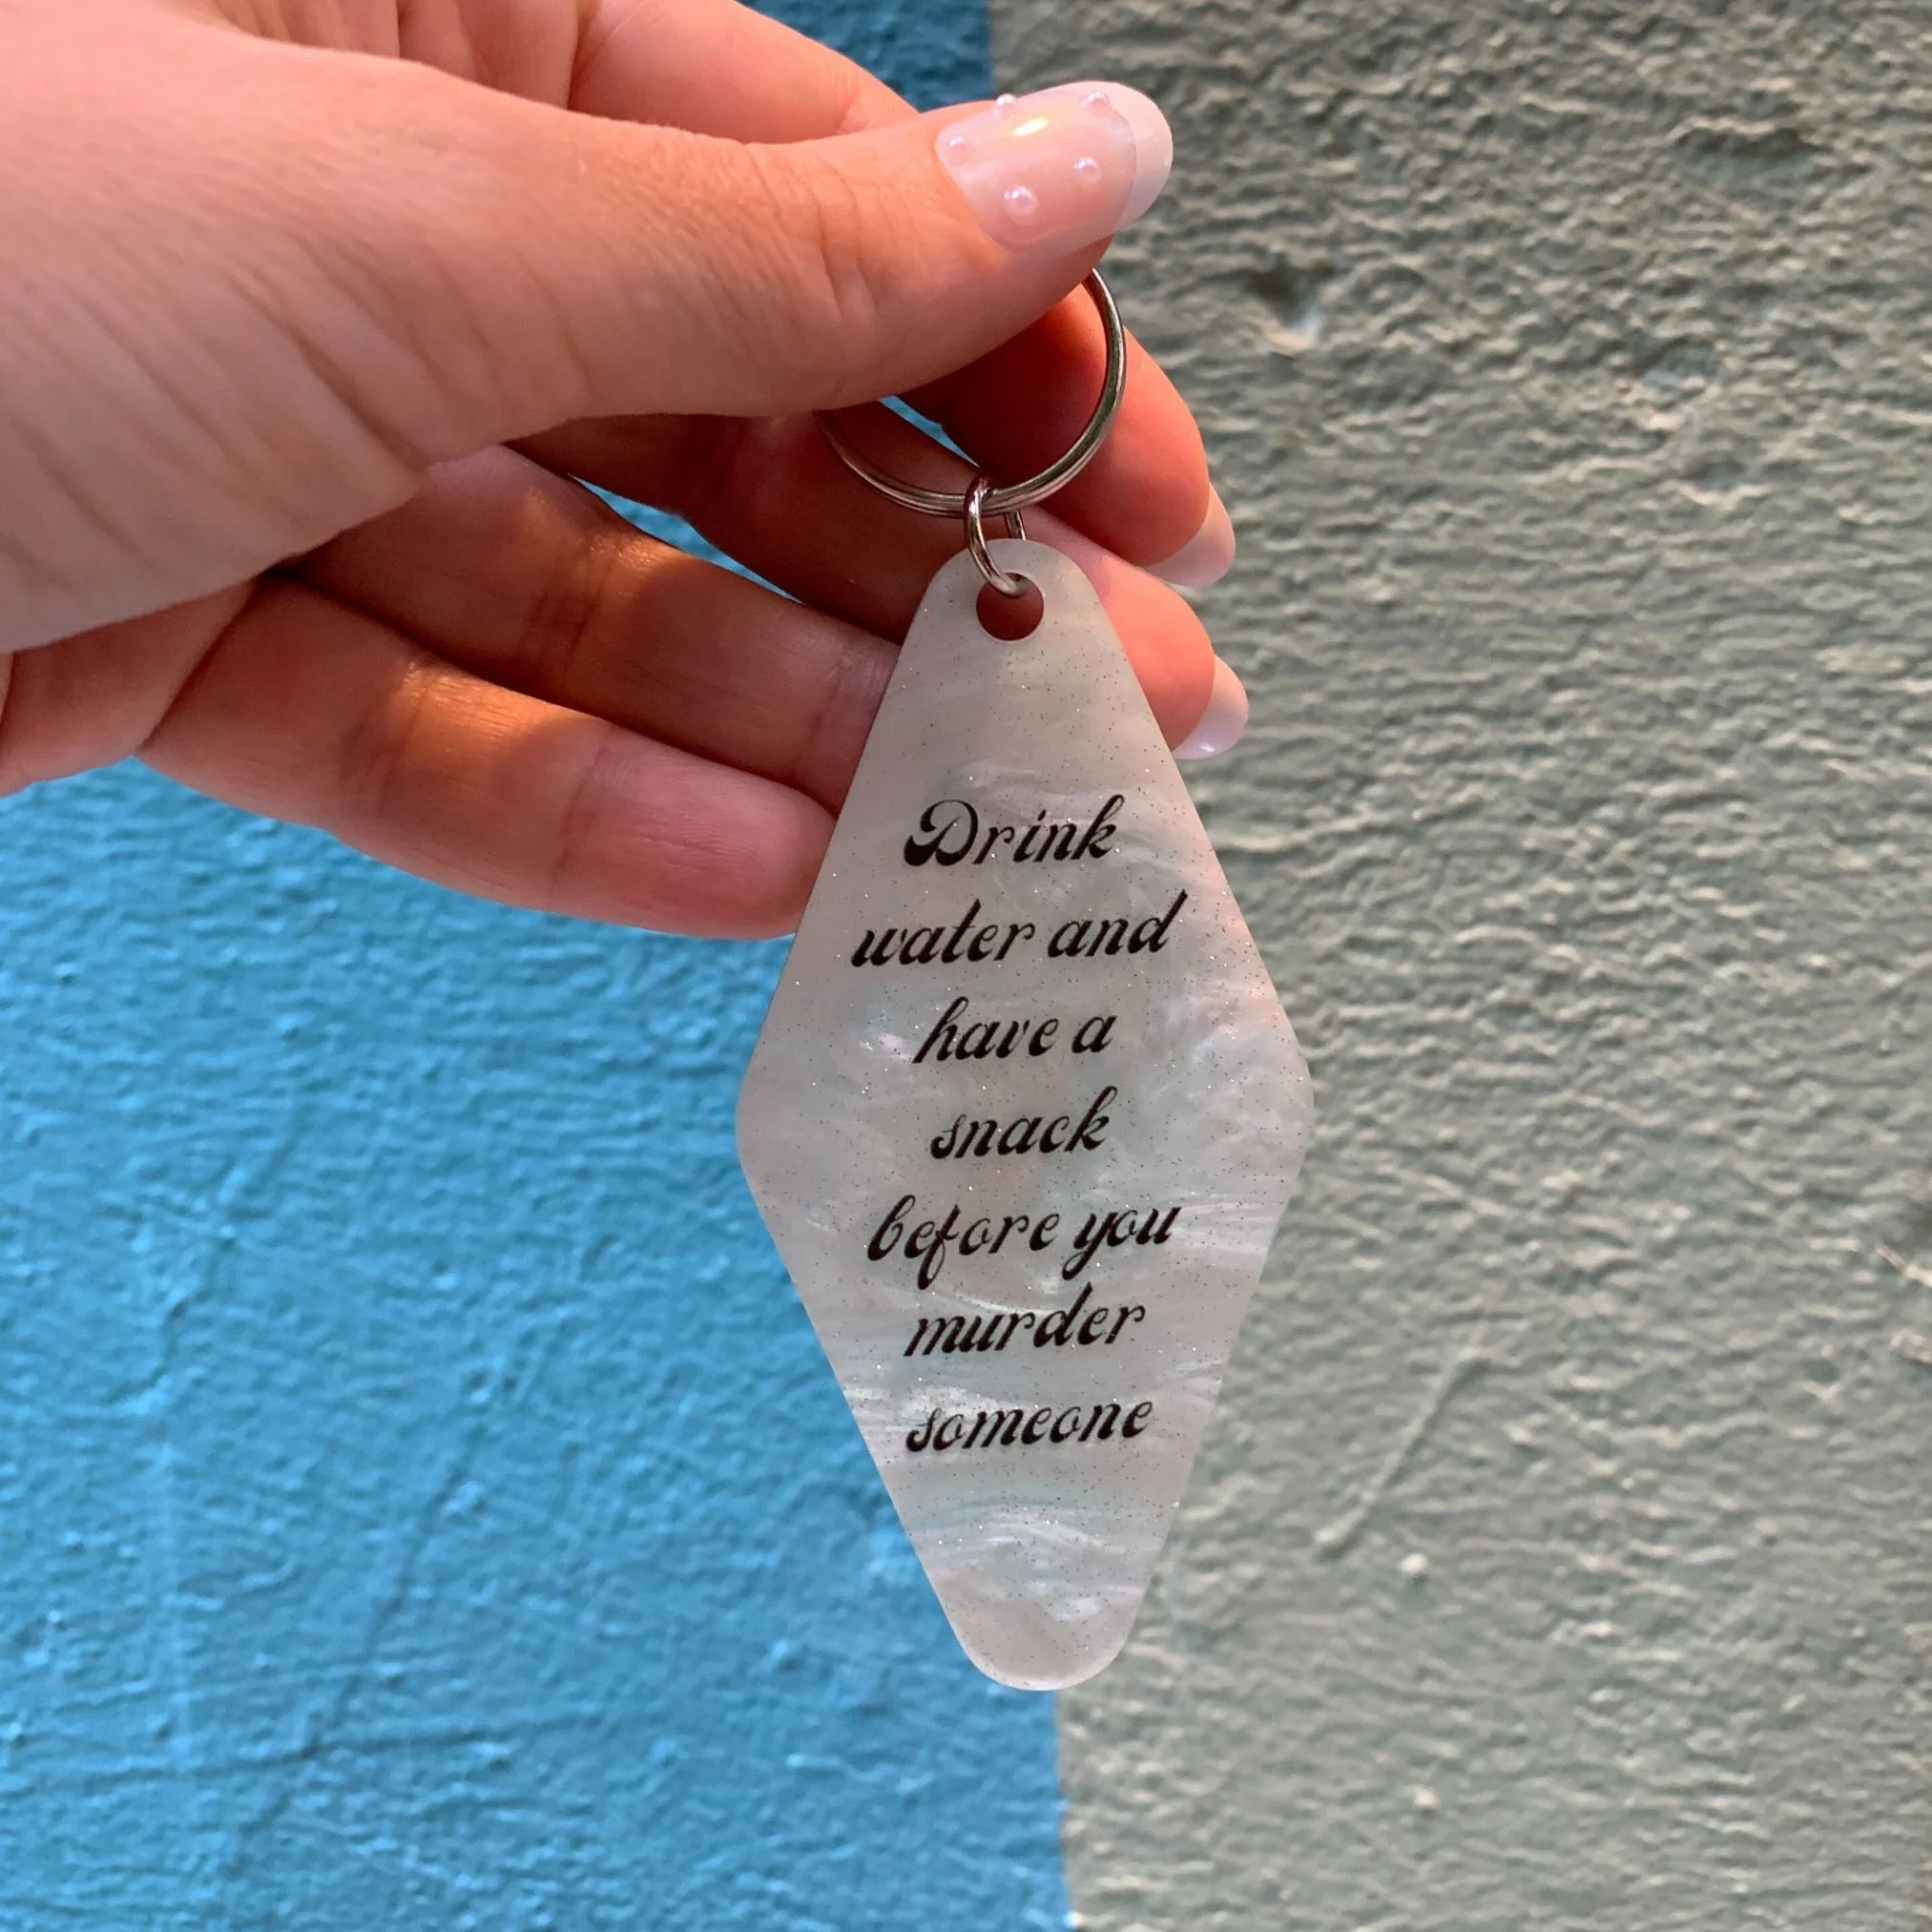 Drink
water and
have a
snack
before you
murder
someone